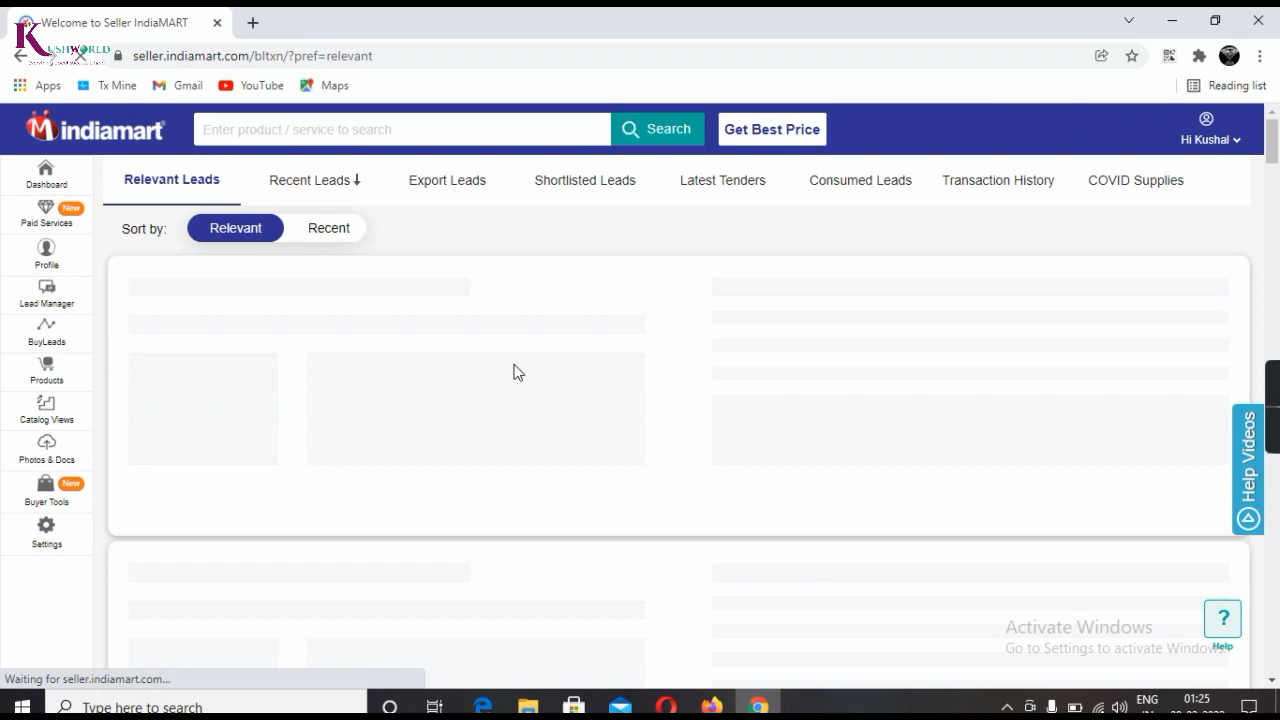 Welcome to Seller IndiaMART
KUSHWORLD
seller.indiamart.com/bltxn/?pref=relevant
Apps
Tx Mine
Gmail
YouTube
Maps
Reading list
indiamart
Enter product / service to search
Search
Get Best Price
Hi Kushal
Dashboard
Relevant Leads
Recent Leads
Export Leads
Shortlisted Leads
Latest Tenders
Consumed Leads
Transaction History
COVID Supplies
New
Paid Services
Sort by:
Relevant
Recent
Profile
Lead Manager
BuyLeads
Products
Catalog Views
Photos & Docs
New
Buyer Tools
Settings
Help Videos
?
Help
Activate Windows
Go to Settings to activate Windows.
Waiting for seller.indiamart.com...
Type here to search
ENG
01:25